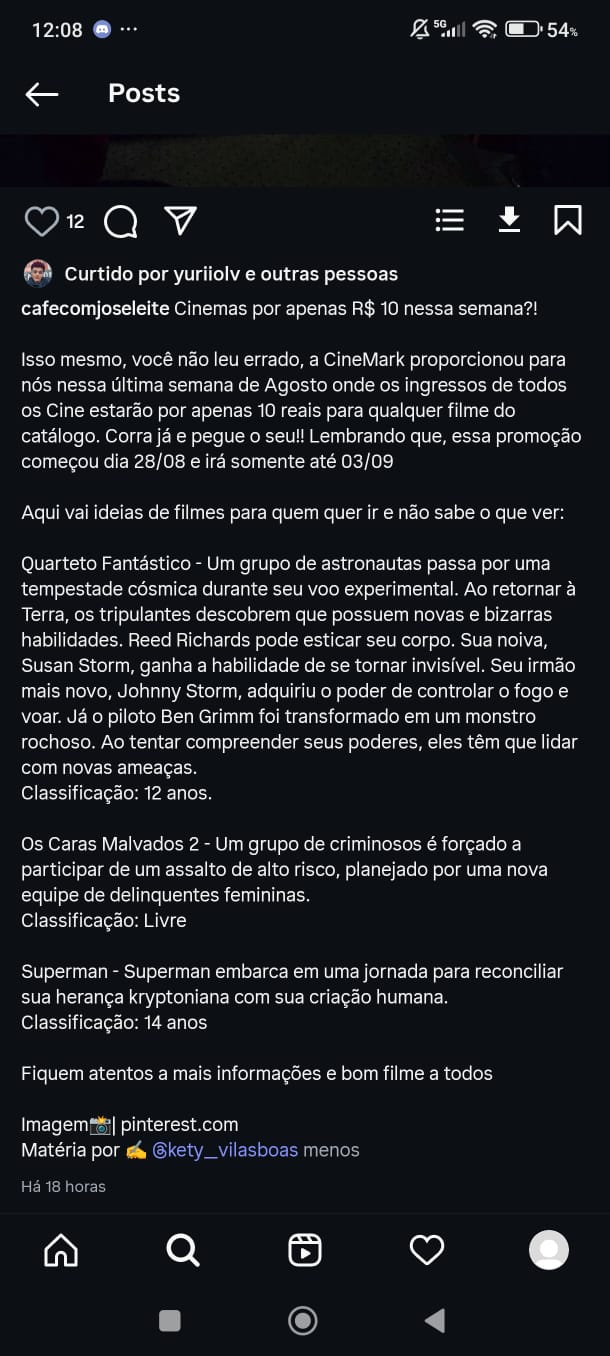 12:08 ... 5G 54%
Posts
12
Curtido por yuriiolv e outras pessoas
cafecomjoseleite Cinemas por apenas R$ 10 nessa semana?!
Isso mesmo, você não leu errado, a CineMark proporcionou para
nós nessa última semana de Agosto onde os ingressos de todos
os Cine estarão por apenas 10 reais para qualquer filme do
catálogo. Corra já e pegue o seu!! Lembrando que, essa promoção
começou dia 28/08 e irá somente até 03/09
Aqui vai ideias de filmes para quem quer ir e não sabe o que ver:
Quarteto Fantástico - Um grupo de astronautas passa por uma
tempestade cósmica durante seu voo experimental. Ao retornar à
Terra, os tripulantes descobrem que possuem novas e bizarras
habilidades. Reed Richards pode esticar seu corpo. Sua noiva,
Susan Storm, ganha a habilidade de se tornar invisível. Seu irmão
mais novo, Johnny Storm, adquiriu o poder de controlar o fogo e
voar. Já o piloto Ben Grimm foi transformado em um monstro
rochoso. Ao tentar compreender seus poderes, eles têm que lidar
com novas ameaças.
Classificação: 12 anos.
Os Caras Malvados 2 - Um grupo de criminosos é forçado a
participar de um assalto de alto risco, planejado por uma nova
equipe de delinquentes femininas.
Classificação: Livre
Superman - Superman embarca em uma jornada para reconciliar
sua herança kryptoniana com sua criação humana.
Classificação: 14 anos
Fiquem atentos a mais informações e bom filme a todos
Imagem📸| pinterest.com
Matéria por ✍️ @kety_vilasboas menos
Há 18 horas